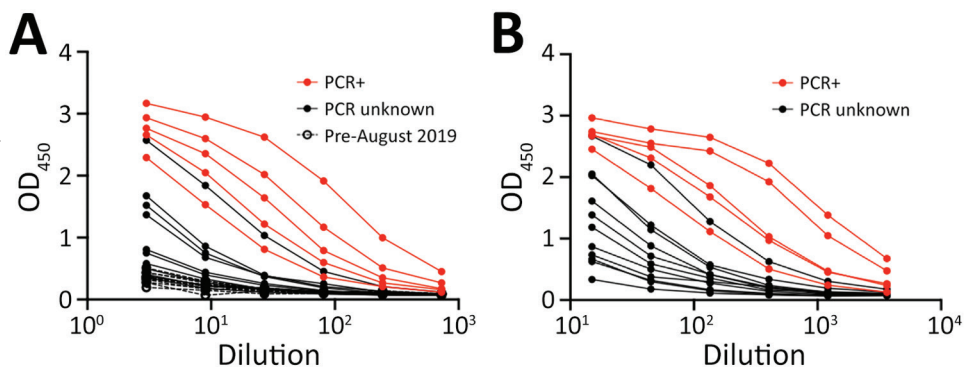 A
4
3
2
1
0
OD450
10^0
10^1
10^2
10^3
Dilution
PCR+
PCR unknown
Pre-August 2019
B
4
3
2
1
0
OD450
10^1
10^2
10^3
10^4
Dilution
PCR+
PCR unknown